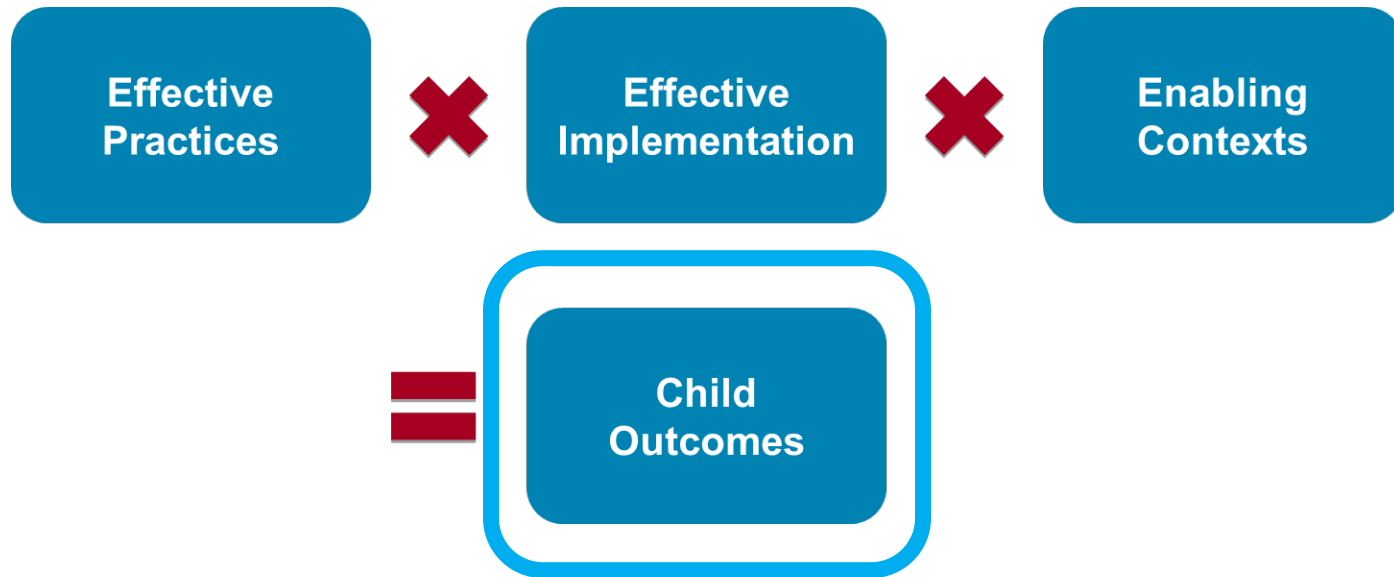 Effective
Practices
Effective
Implementation
Enabling
Contexts
Child
Outcomes